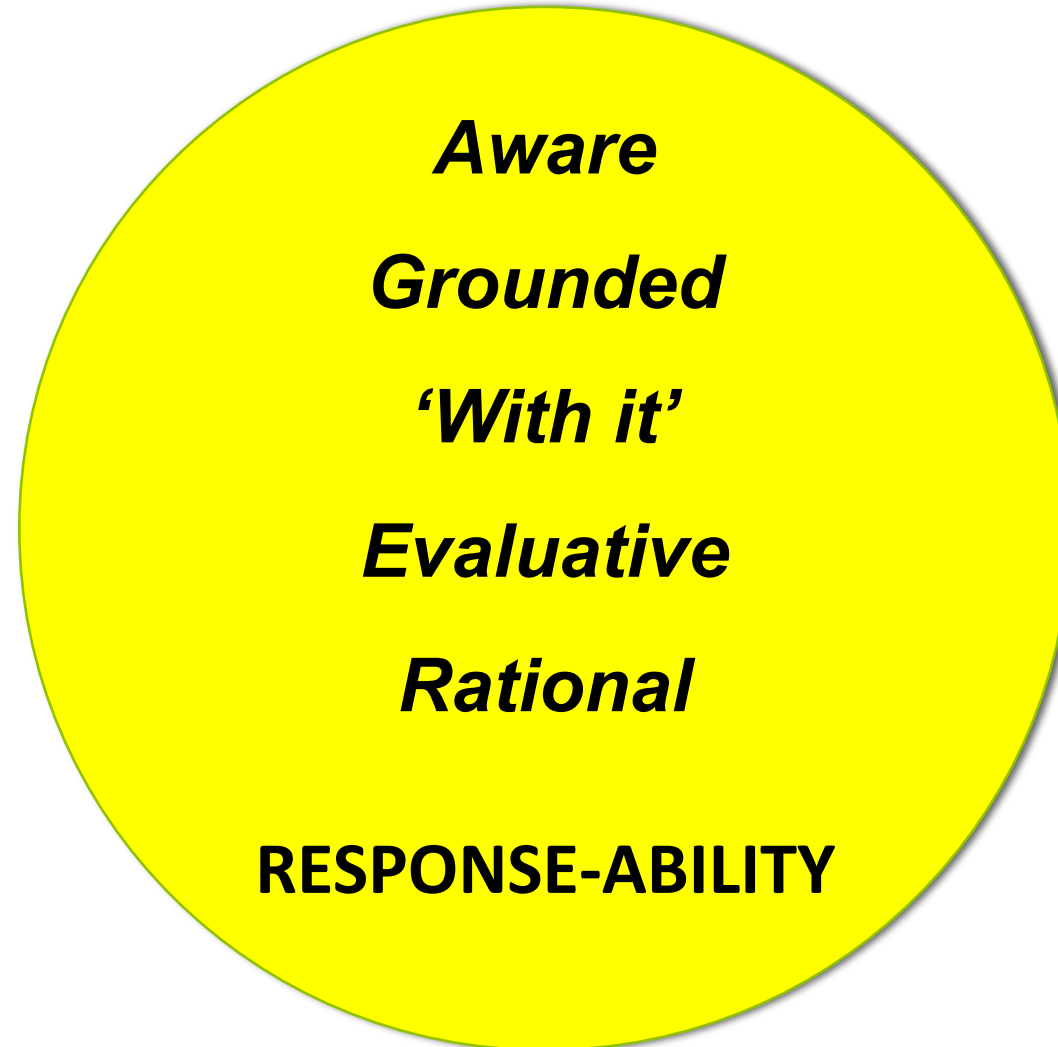 Aware
Grounded
‘With it’
Evaluative
Rational
RESPONSE-ABILITY